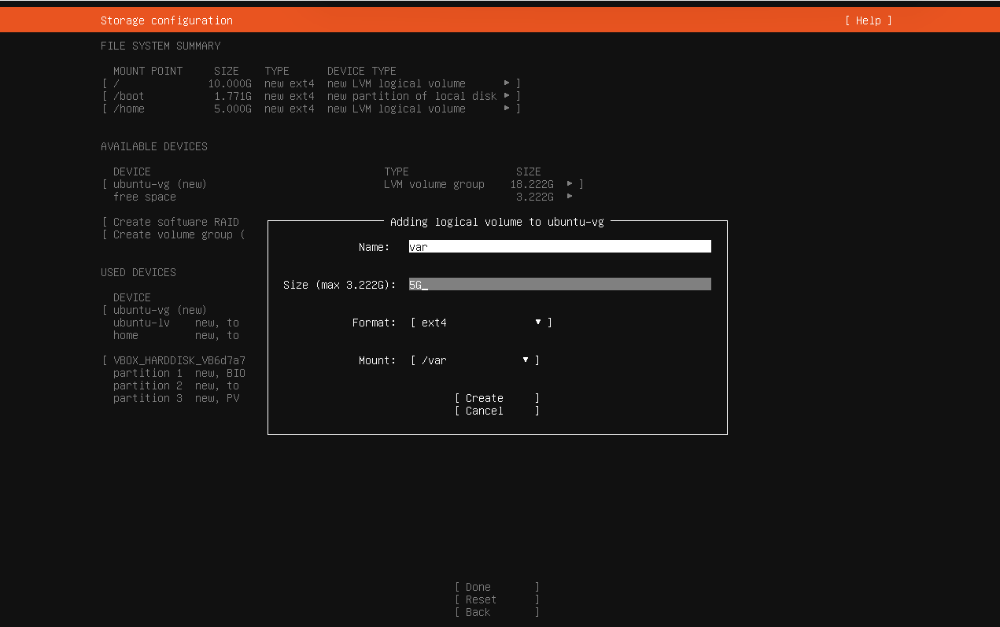 Storage configuration [ Help ]
FILE SYSTEM SUMMARY
MOUNT POINT SIZE TYPE DEVICE TYPE
[ / 10.000G new ext4 new LVM logical volume ▸ ]
[ /boot 1.771G new ext4 new partition of local disk ▸ ]
[ /home 5.000G new ext4 new LVM logical volume ▸ ]
AVAILABLE DEVICES
DEVICE TYPE SIZE
[ ubuntu-vg (new) LVM volume group 18.222G ▸ ]
free space 3.222G ▸
[ Create software RAID
[ Create volume group (
Adding logical volume to ubuntu-vg
Name: var
Size (max 3.222G): 5G_
Format: [ ext4 ▾ ]
Mount: [ /var ▾ ]
[ Create ]
[ Cancel ]
USED DEVICES
DEVICE
[ ubuntu-vg (new)
ubuntu-lv new, to
home new, to
[ VBOX_HARDDISK_VB6d7a7
partition 1 new, BIO
partition 2 new, to
partition 3 new, PV
[ Done ]
[ Reset ]
[ Back ]